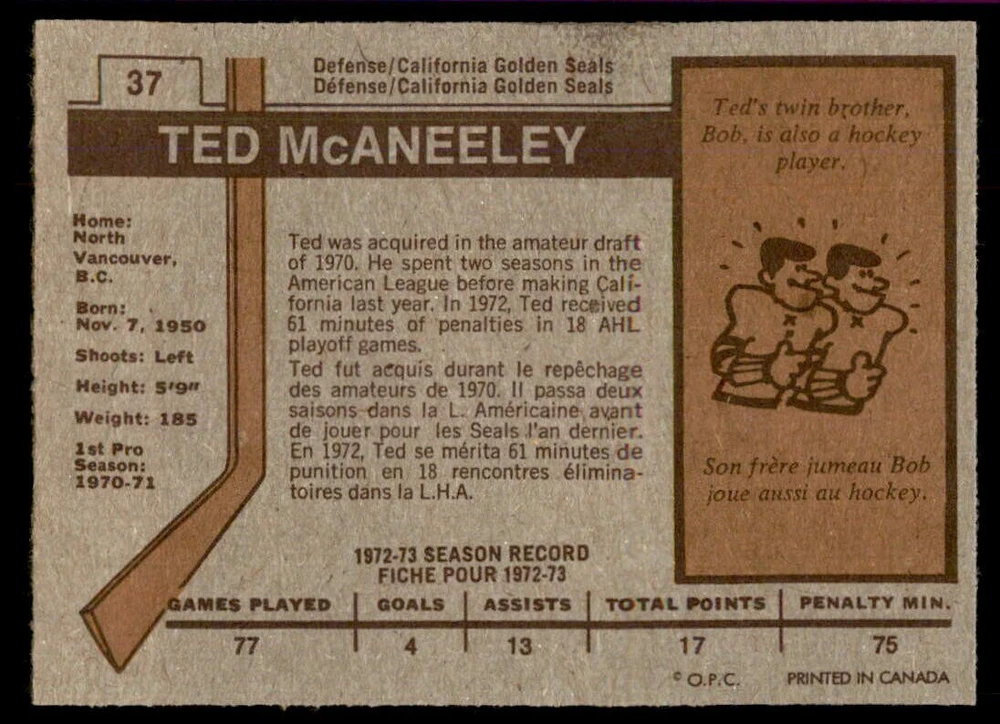 37
Defense/California Golden Seals
Défense/California Golden Seals
TED McANEELEY
Home:
North
Vancouver,
B.C.
Born:
Nov. 7, 1950
Shoots: Left
Height: 5'9"
Weight: 185
1st Pro
Season:
1970-71
Ted was acquired in the amateur draft
of 1970. He spent two seasons in the
American League before making Cali-
fornia last year. In 1972, Ted received
61 minutes of penalties in 18 AHL
playoff games.
Ted fut acquis durant le repêchage
des amateurs de 1970. Il passa deux
saisons dans la L. Américaine avant
de jouer pour les Seals l'an dernier.
En 1972, Ted se mérita 61 minutes de
punition en 18 rencontres élimina-
toires dans la L.H.A.
Ted's twin brother,
Bob, is also a hockey
player.
Son frère jumeau Bob
joue aussi au hockey.
1972-73 SEASON RECORD
FICHE POUR 1972-73
GAMES PLAYED GOALS ASSISTS TOTAL POINTS PENALTY MIN.
77 4 13 17 75
© O.P.C. PRINTED IN CANADA